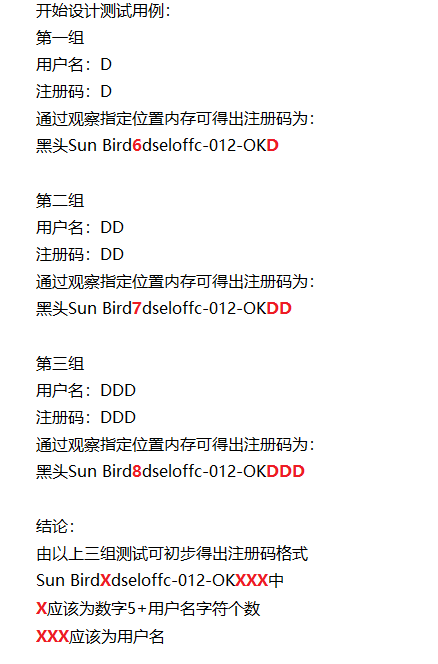 开始设计测试用例：
第一组
用户名：D
注册码：D
通过观察指定位置内存可得出注册码为：
黑头Sun Bird6dseloffc-012-OKD
第二组
用户名：DD
注册码：DD
通过观察指定位置内存可得出注册码为：
黑头Sun Bird7dseloffc-012-OKDD
第三组
用户名：DDD
注册码：DDD
通过观察指定位置内存可得出注册码为：
黑头Sun Bird8dseloffc-012-OKDDD
结论：
由以上三组测试可初步得出注册码格式
Sun BirdXdseloffc-012-OKXXX中
X应该为数字5+用户名字符个数
XXX应该为用户名